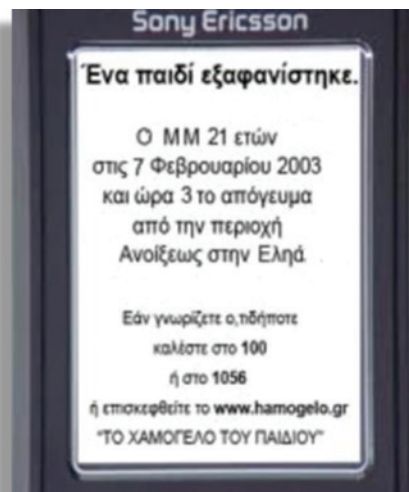 Sony Ericsson
Ένα παιδί εξαφανίστηκε.
Ο ΜΜ 21 ετών
στις 7 Φεβρουαρίου 2003
και ώρα 3 το απόγευμα
από την περιοχή
Ανοίξεως στην Εληά
Εάν γνωρίζετε ο,τιδήποτε
καλέστε στο 100
ή στο 1056
ή επισκεφθείτε το www.hamogelo.gr
"ΤΟ ΧΑΜΟΓΕΛΟ ΤΟΥ ΠΑΙΔΙΟΥ"